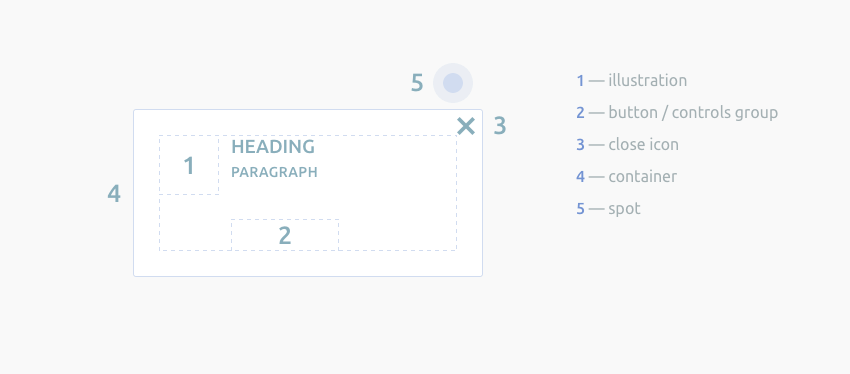 5
3
HEADING
1
PARAGRAPH
4
2
1 — illustration
2 — button / controls group
3 — close icon
4 — container
5 — spot